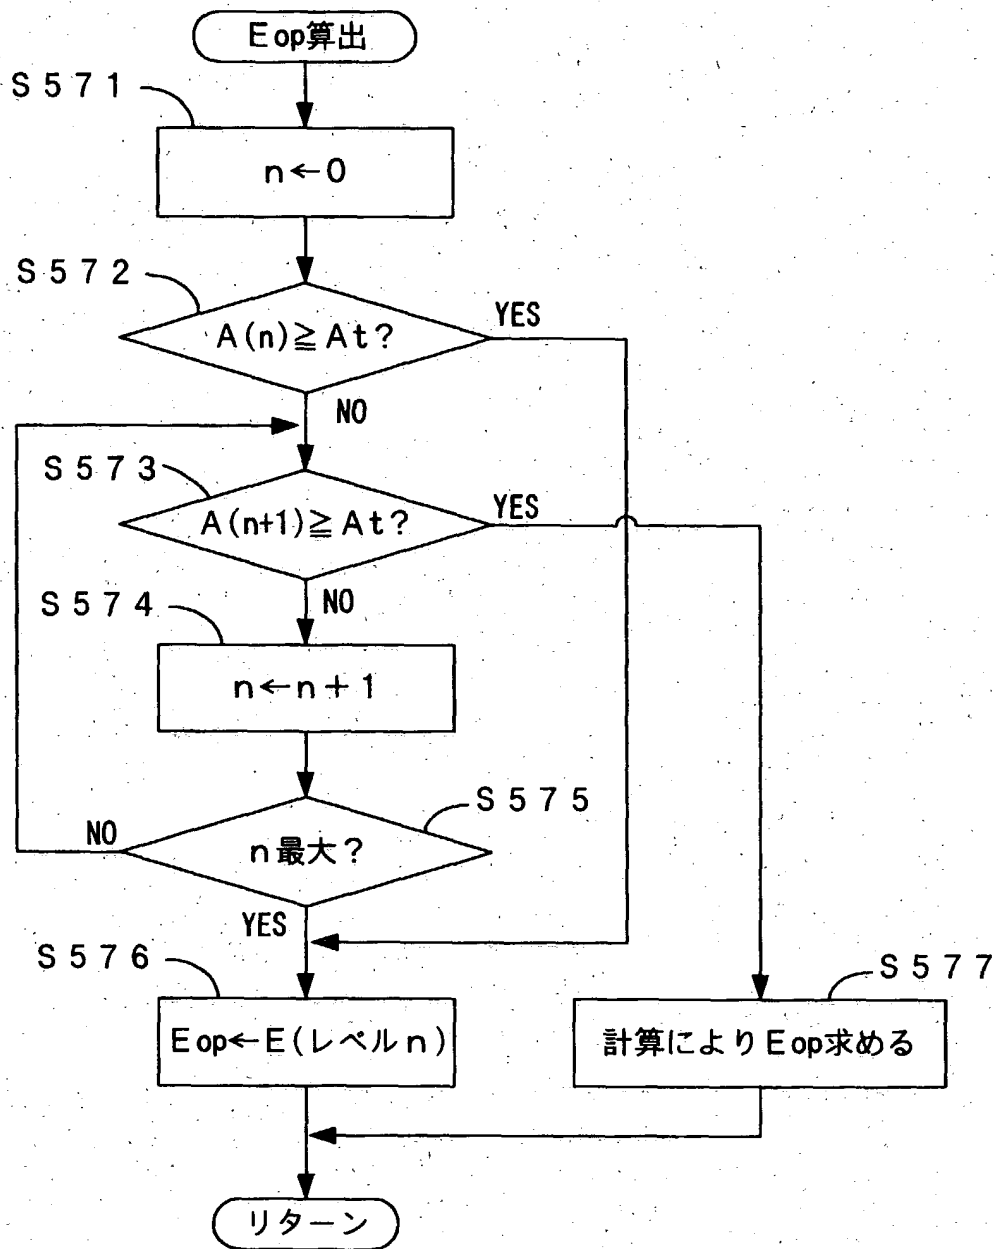 Eop算出
S571
n←0
S572
A(n)≧At?
YES
NO
S573
A(n+1)≧At?
YES
NO
S574
n←n+1
S575
n最大?
NO
YES
S576
Eop←E(レベルn)
S577
計算によりEop求める
リターン